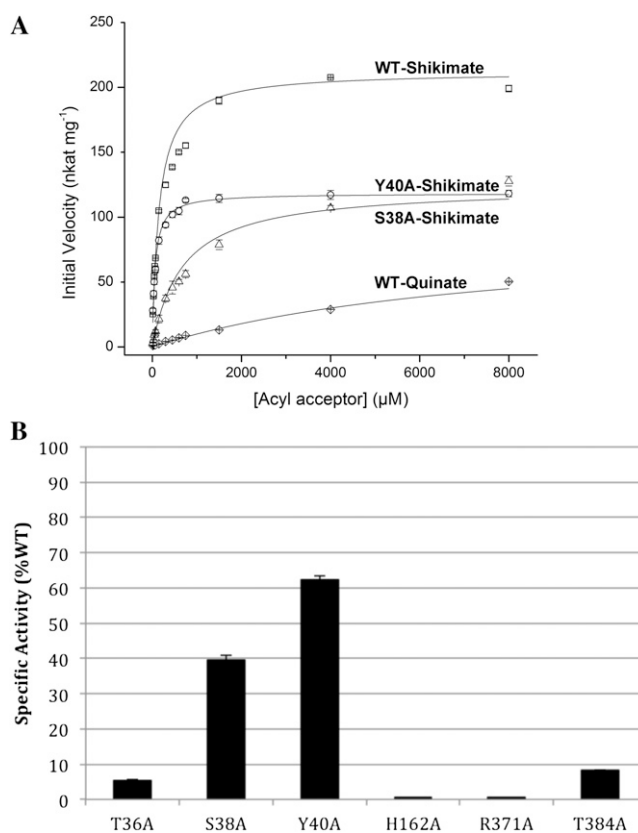 A
Initial Velocity (nkat mg⁻¹)
200
150
100
50
0
WT-Shikimate
Y40A-Shikimate
S38A-Shikimate
WT-Quinate
0 2000 4000 6000 8000
[Acyl acceptor] (µM)
B
Specific Activity (%WT)
100
90
80
70
60
50
40
30
20
10
0
T36A S38A Y40A H162A R371A T384A